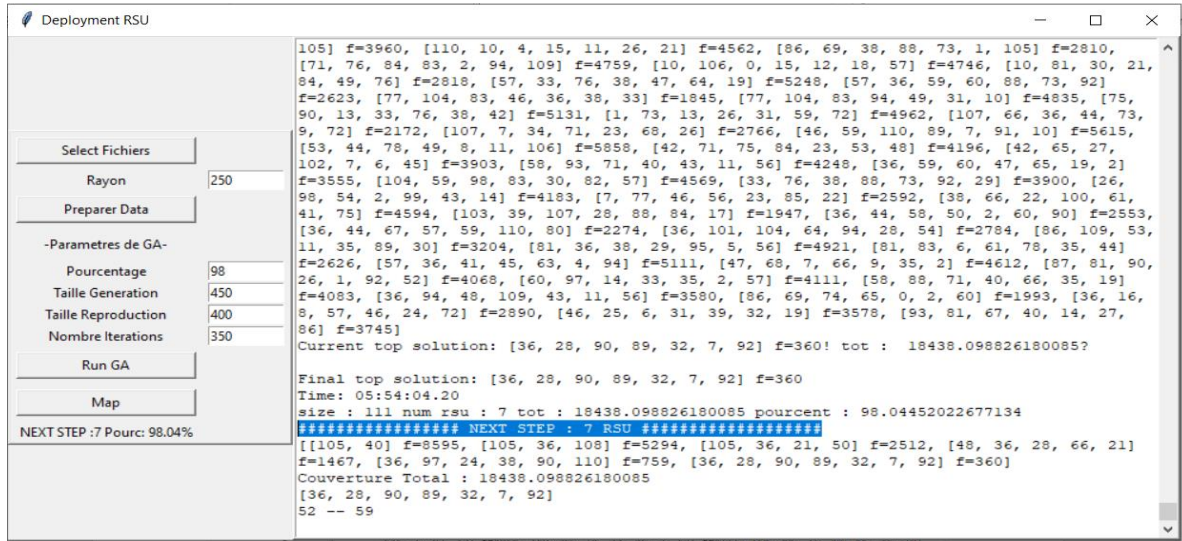 Deployment RSU
Select Fichiers
Rayon 250
Preparer Data
-Parametres de GA-
Pourcentage 98
Taille Generation 450
Taille Reproduction 400
Nombre Iterations 350
Run GA
Map
NEXT STEP :7 Pourc: 98.04%
105] f=3960, [110, 10, 4, 15, 11, 26, 21] f=4562, [86, 69, 38, 88, 73, 1, 105] f=2810,
[71, 76, 84, 83, 2, 94, 109] f=4759, [10, 106, 0, 15, 12, 18, 57] f=4746, [10, 81, 30, 21,
84, 49, 76] f=2818, [57, 33, 76, 38, 47, 64, 19] f=5248, [57, 36, 59, 60, 88, 73, 92]
f=2623, [77, 104, 83, 46, 36, 38, 33] f=1845, [77, 104, 83, 94, 49, 31, 10] f=4835, [75,
90, 13, 33, 76, 38, 42] f=5131, [1, 73, 13, 26, 31, 59, 72] f=4962, [107, 66, 36, 44, 73,
9, 72] f=2172, [107, 7, 34, 71, 23, 68, 26] f=2766, [46, 59, 110, 89, 7, 91, 10] f=5615,
[53, 44, 78, 49, 8, 11, 106] f=5858, [42, 71, 75, 84, 23, 53, 48] f=4196, [42, 65, 27,
102, 7, 6, 45] f=3903, [58, 93, 71, 40, 43, 11, 56] f=4248, [36, 59, 60, 47, 65, 19, 2]
f=3555, [104, 59, 98, 83, 30, 82, 57] f=4569, [33, 76, 38, 88, 73, 92, 29] f=3900, [26,
98, 54, 2, 99, 43, 14] f=4183, [7, 77, 46, 56, 23, 85, 22] f=2592, [38, 66, 22, 100, 61,
41, 75] f=4594, [103, 39, 107, 28, 88, 84, 17] f=1947, [36, 44, 58, 50, 2, 60, 90] f=2553,
[36, 44, 67, 57, 59, 110, 80] f=2274, [36, 101, 104, 64, 94, 28, 54] f=2784, [86, 109, 53,
11, 35, 89, 30] f=3204, [81, 36, 38, 29, 95, 5, 56] f=4921, [81, 83, 6, 61, 78, 35, 44]
f=2626, [57, 36, 41, 45, 63, 4, 94] f=5111, [47, 68, 7, 66, 9, 35, 2] f=4612, [87, 81, 90,
26, 1, 92, 52] f=4068, [60, 97, 14, 33, 35, 2, 57] f=4111, [58, 88, 71, 40, 66, 35, 19]
f=4083, [36, 94, 48, 109, 43, 11, 56] f=3580, [86, 69, 74, 65, 0, 2, 60] f=1993, [36, 16,
8, 57, 46, 24, 72] f=2890, [46, 25, 6, 31, 39, 32, 19] f=3578, [93, 81, 67, 40, 14, 27,
86] f=3745]
Current top solution: [36, 28, 90, 89, 32, 7, 92] f=360! tot :  18438.098826180085?
Final top solution: [36, 28, 90, 89, 32, 7, 92] f=360
Time: 05:54:04.20
size : 111 num rsu : 7 tot : 18438.098826180085 pourcent : 98.04452022677134
################# NEXT STEP : 7 RSU ####################
[[105, 40] f=8595, [105, 36, 108] f=5294, [105, 36, 21, 50] f=2512, [48, 36, 28, 66, 21]
f=1467, [36, 97, 24, 38, 90, 110] f=759, [36, 28, 90, 89, 32, 7, 92] f=360]
Couverture Total : 18438.098826180085
[36, 28, 90, 89, 32, 7, 92]
52 -- 59